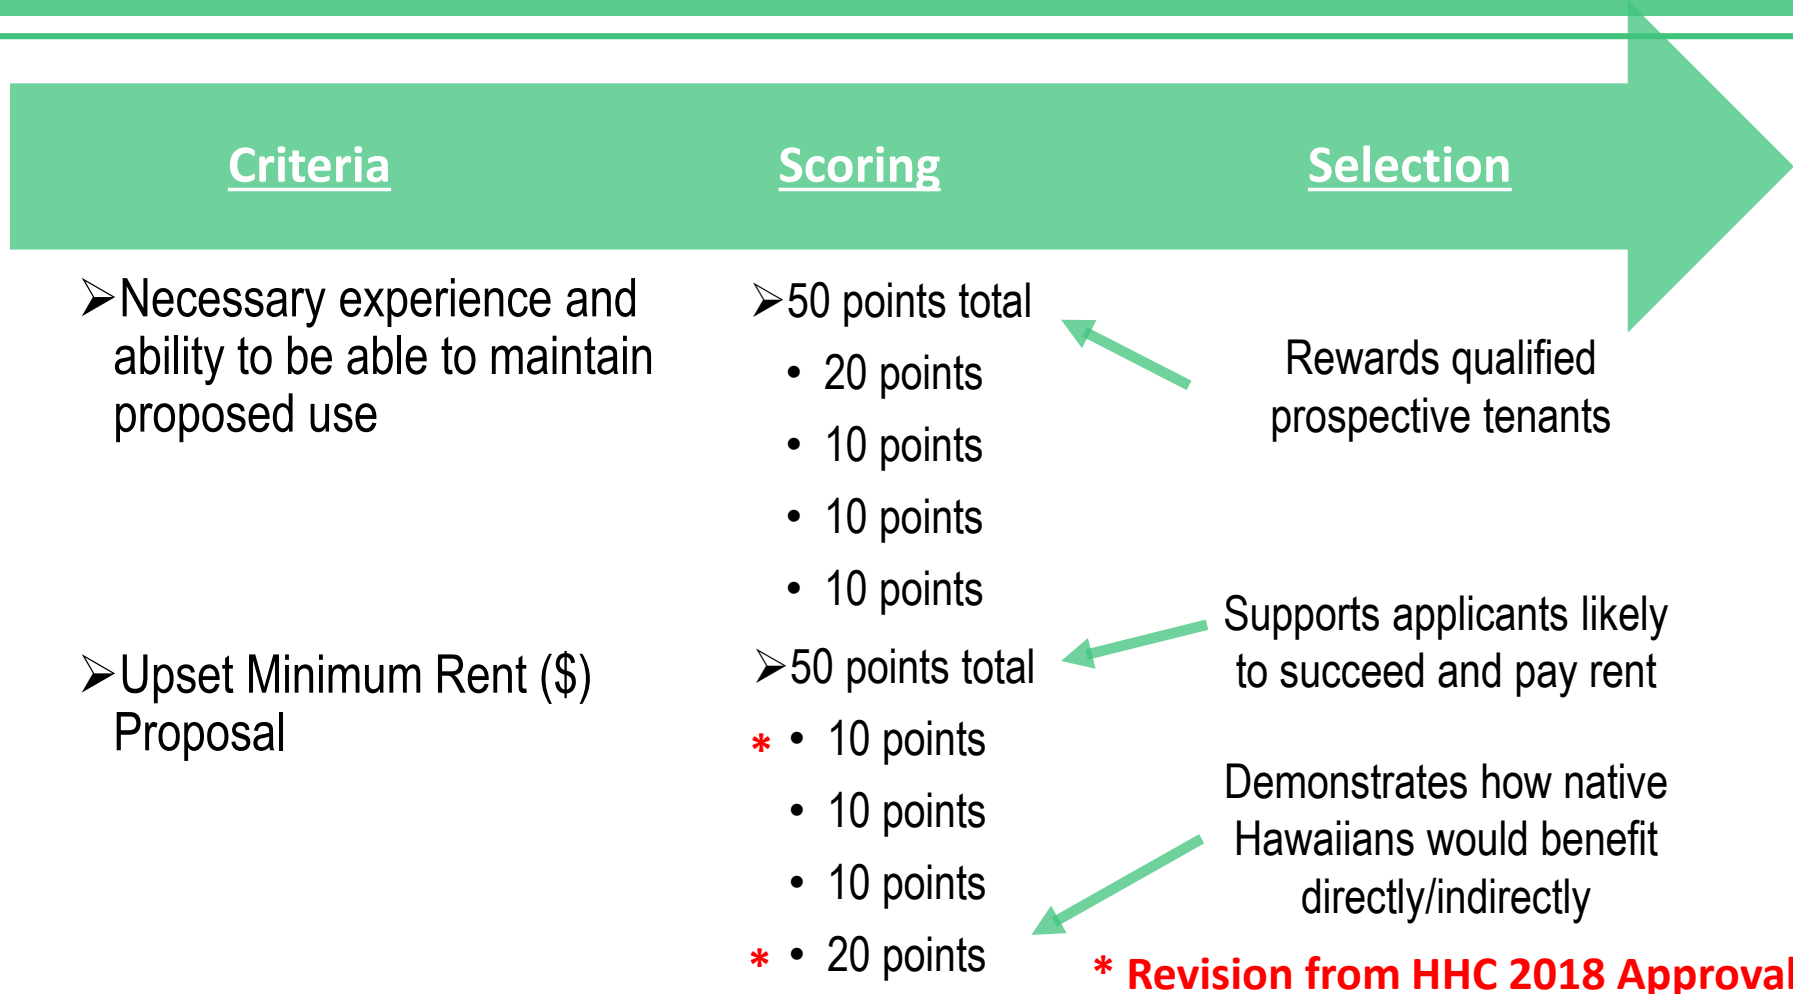 Criteria
Scoring
Selection
➢Necessary experience and
ability to be able to maintain
proposed use
➢Upset Minimum Rent ($)
Proposal
➢50 points total
• 20 points
• 10 points
• 10 points
• 10 points
➢50 points total
* • 10 points
• 10 points
• 10 points
* • 20 points
Rewards qualified
prospective tenants
Supports applicants likely
to succeed and pay rent
Demonstrates how native
Hawaiians would benefit
directly/indirectly
* Revision from HHC 2018 Approval